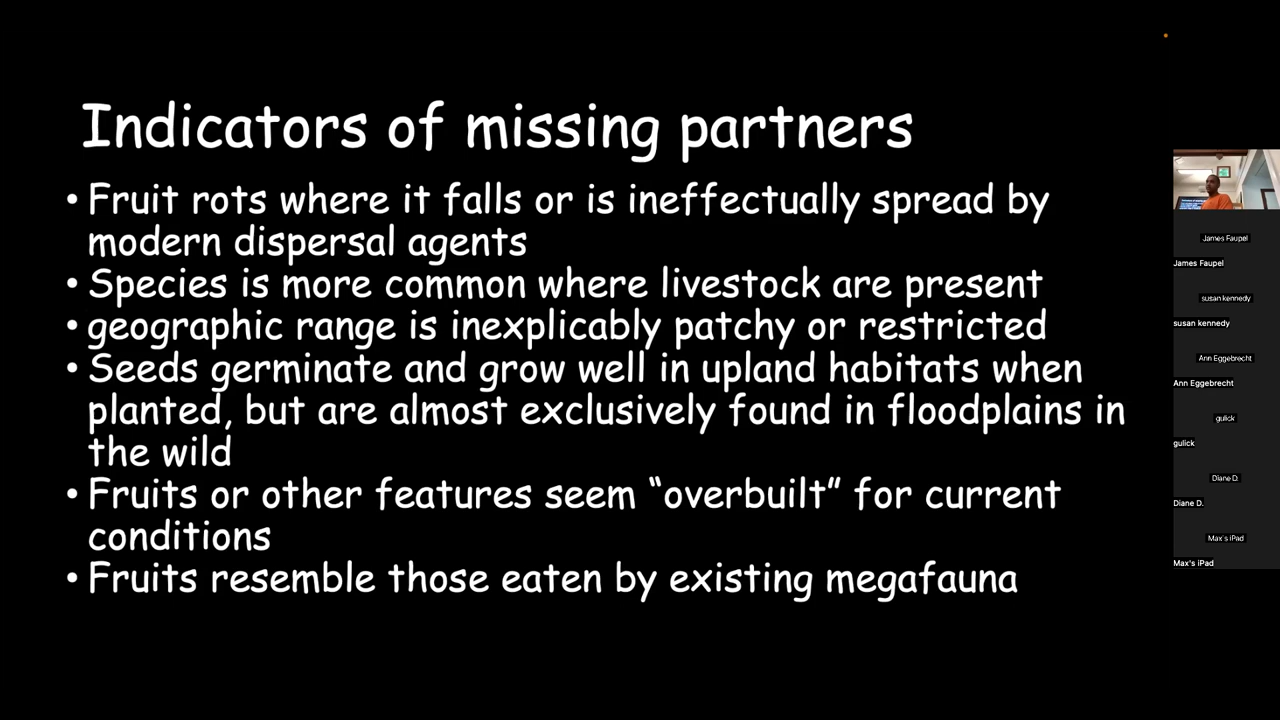 Indicators of missing partners
• Fruit rots where it falls or is ineffectually spread by
modern dispersal agents
• Species is more common where livestock are present
• geographic range is inexplicably patchy or restricted
• Seeds germinate and grow well in upland habitats when
planted, but are almost exclusively found in floodplains in
the wild
• Fruits or other features seem “overbuilt” for current
conditions
• Fruits resemble those eaten by existing megafauna
James Faupel
James Faupel
susan kennedy
susan kennedy
Ann Eggebrecht
Ann Eggebrecht
gulick
gulick
Diane D.
Diane D.
Max's iPad
Max's iPad